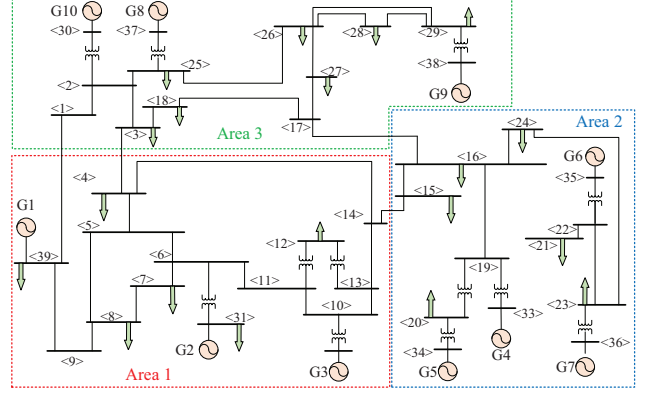 G10
G8
<30>
<37>
<26>
<28>
<29>
<25>
<38>
<2>
<27>
G9
<1>
<18>
<17>
<3>
Area 3
<24>
Area 2
<16>
G6
<4>
<35>
<15>
G1
<14>
<5>
<12>
<22>
<21>
<6>
<39>
<11>
<13>
<19>
<7>
<10>
<23>
<8>
<31>
<20>
<33>
G2
<34>
G4
<36>
<9>
Area 1
G3
G5
G7